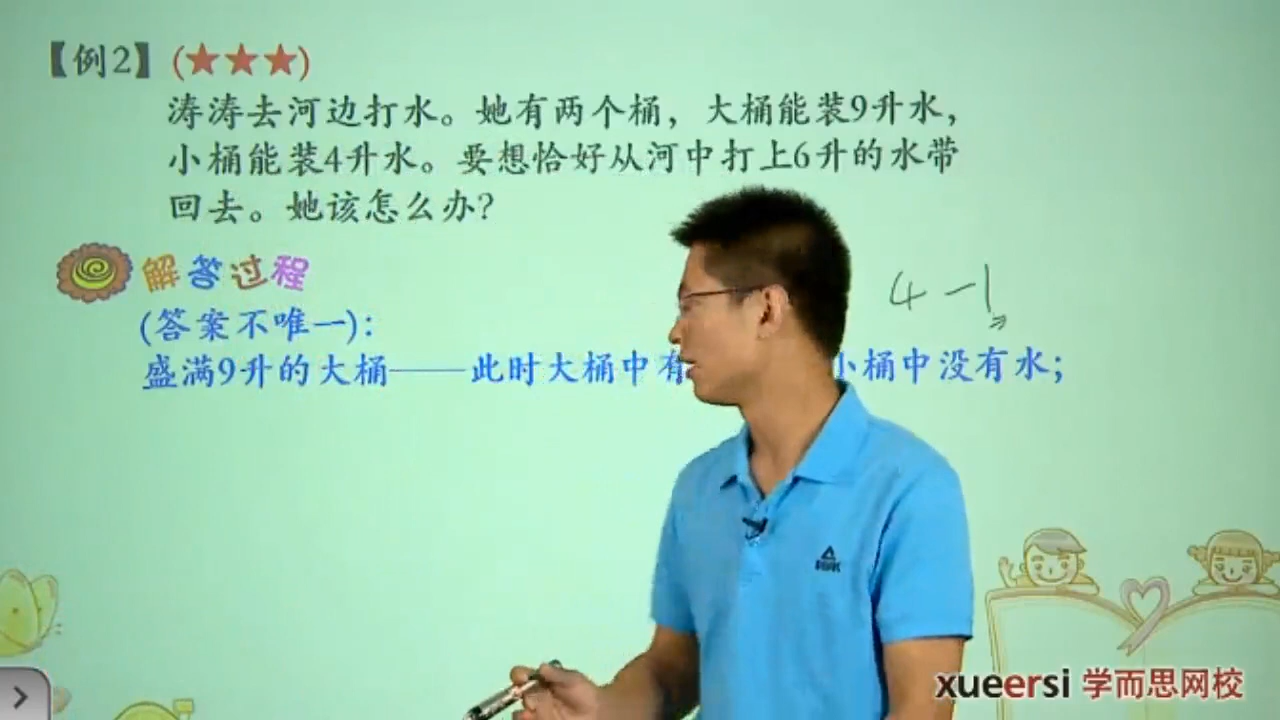 【例2】(★★★)
涛涛去河边打水。她有两个桶，大桶能装9升水，
小桶能装4升水。要想恰好从河中打上6升的水带
回去。她该怎么办?
解答过程
4-1
(答案不唯一)：
盛满9升的大桶——此时大桶中有 小桶中没有水；
PEAK
xueersi 学而思网校